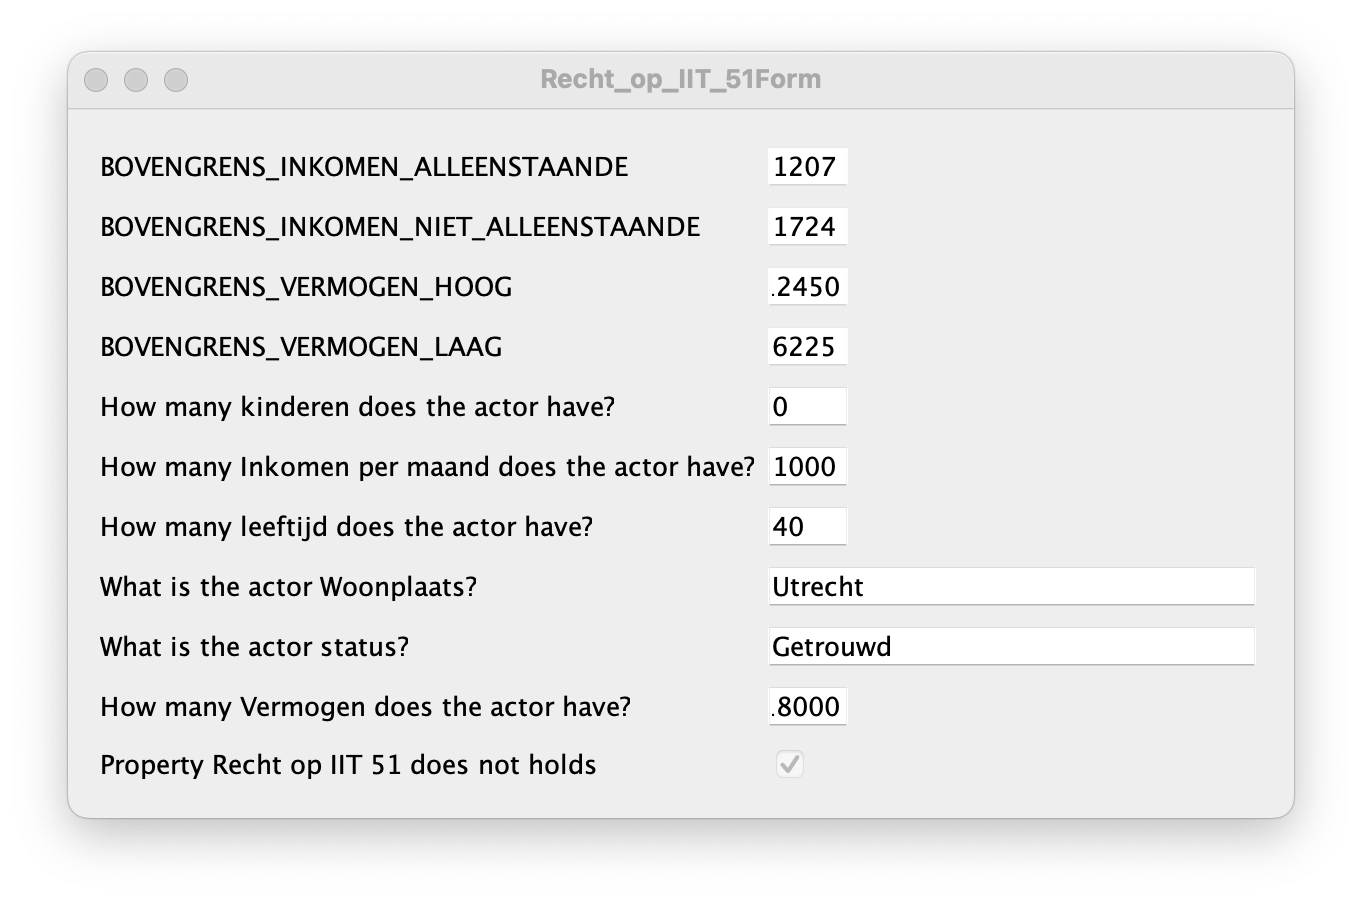 Recht_op_IIT_51Form
BOVENGRENS_INKOMEN_ALLEENSTAANDE 1207
BOVENGRENS_INKOMEN_NIET_ALLEENSTAANDE 1724
BOVENGRENS_VERMOGEN_HOOG .2450
BOVENGRENS_VERMOGEN_LAAG 6225
How many kinderen does the actor have? 0
How many Inkomen per maand does the actor have? 1000
How many leeftijd does the actor have? 40
What is the actor Woonplaats? Utrecht
What is the actor status? Getrouwd
How many Vermogen does the actor have? .8000
Property Recht op IIT 51 does not holds